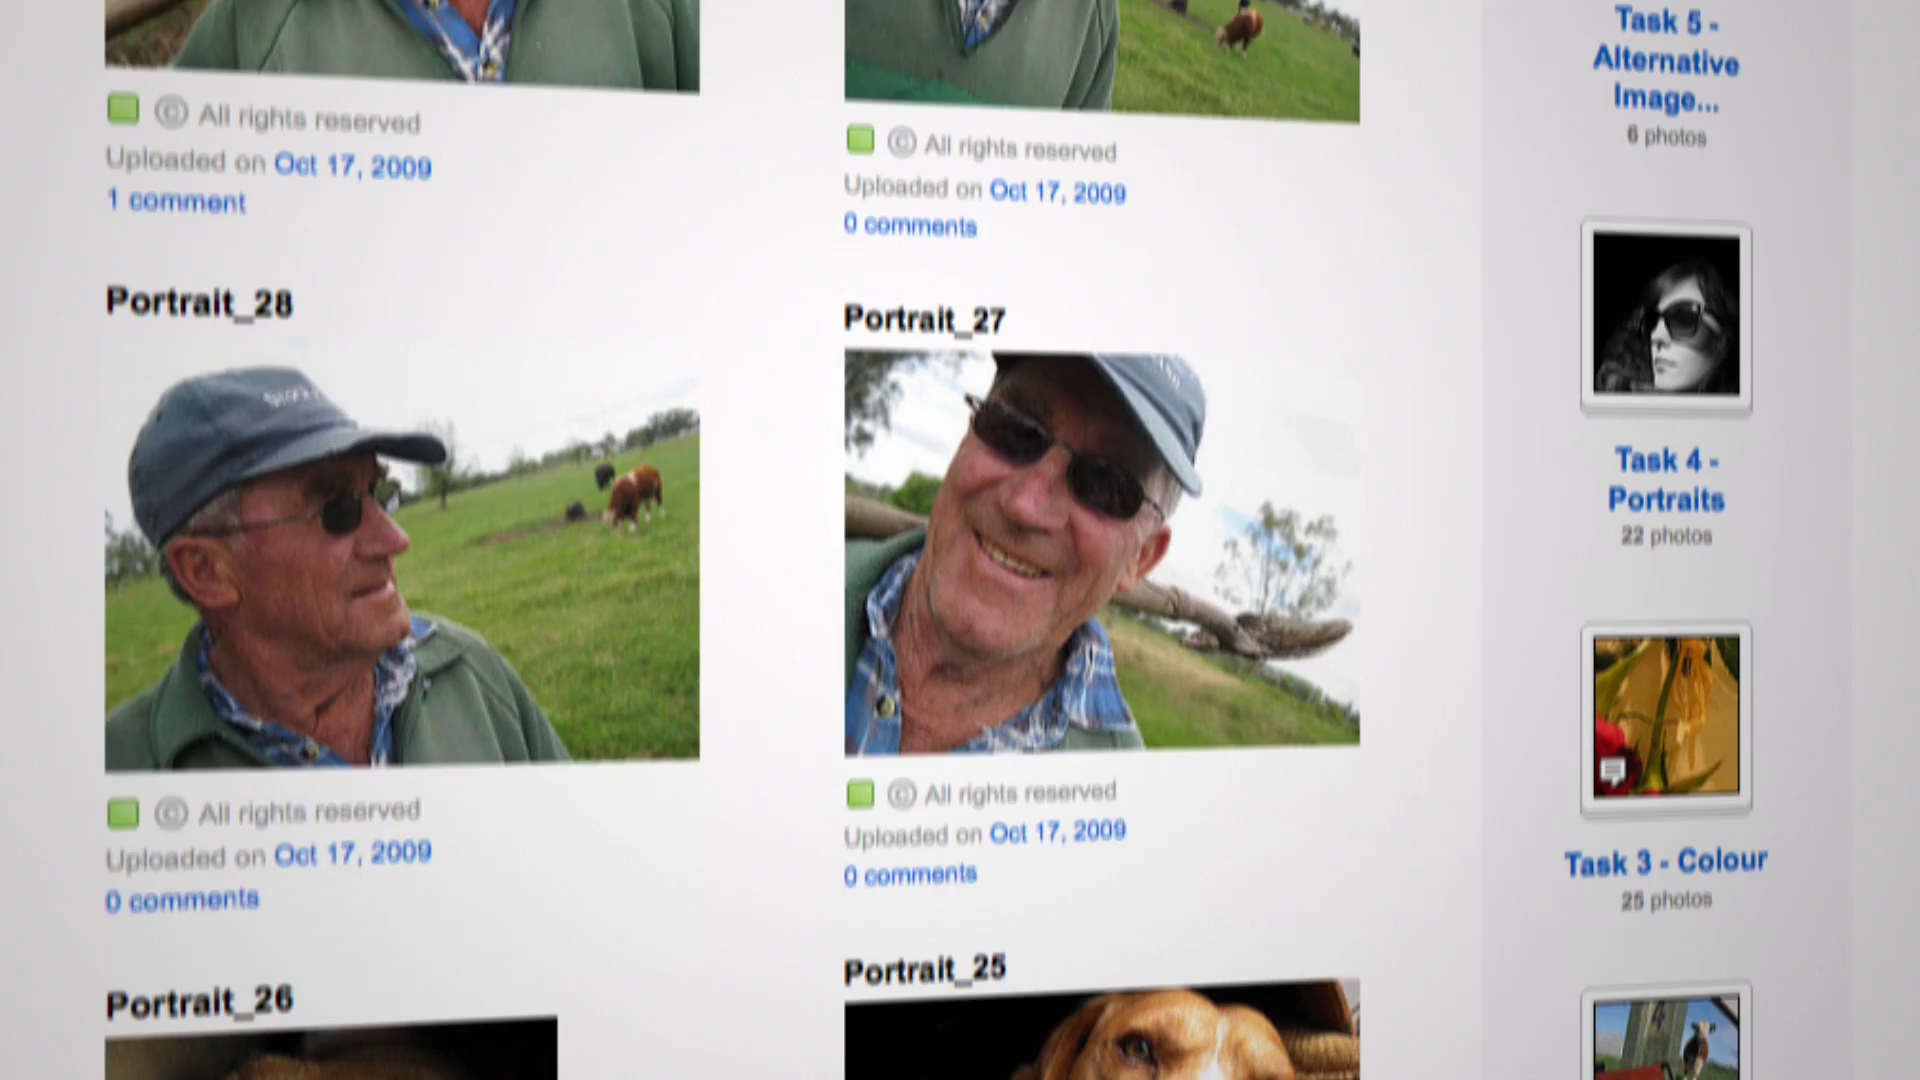 All rights reserved
Uploaded on Oct 17, 2009
1 comment
All rights reserved
Uploaded on Oct 17, 2009
0 comments
Portrait_28
Portrait_27
All rights reserved
Uploaded on Oct 17, 2009
0 comments
All rights reserved
Uploaded on Oct 17, 2009
0 comments
Portrait_26
Portrait_25
Task 5 -
Alternative
Image...
6 photos
Task 4 -
Portraits
22 photos
Task 3 - Colour
25 photos